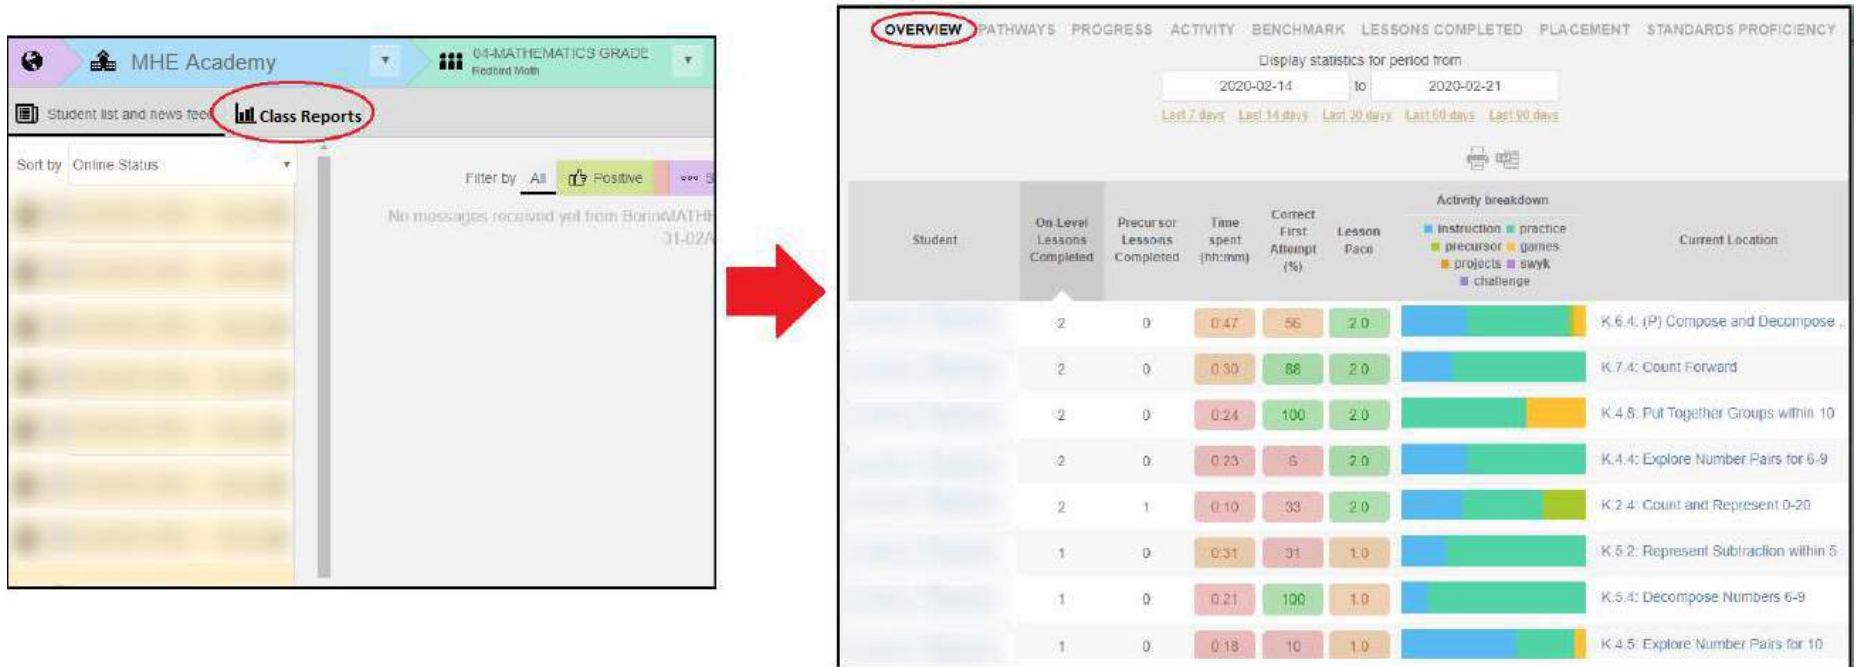 MHE Academy
04-MATHEMATICS GRADE
Redbird Math
Student list and news feed
Class Reports
Sort by Online Status
Filter by All Positive
No messages received yet from
OVERVIEW PATHWAYS PROGRESS ACTIVITY BENCHMARK LESSONS COMPLETED PLACEMENT STANDARDS PROFICIENCY
Display statistics for period from
2020-02-14 to 2020-02-21
Last 7 days Last 14 days Last 30 days Last 60 days Last 90 days
Student
On-Level
Lessons
Completed
Precursor
Lessons
Completed
Time
spent
(hh:mm)
Correct
First
Attempt
(%)
Lesson
Pace
Activity breakdown
instruction practice
precursor games
projects swyk
challenge
Current Location
2 0 0:47 2.0 K.6.4: (P) Compose and Decompose ..
2 0 0:30 88 2.0 K.7.4: Count Forward
2 0 0:24 100 2.0 K.4.8: Put Together Groups within 10
2 0 0:23 6 2.0 K.4.4: Explore Number Pairs for 6-9
2 1 0:10 33 2.0 K.2.4: Count and Represent 0-20
1 0 0:31 31 1.0 K.5.2: Represent Subtraction within 5
1 0 0:21 100 1.0 K.5.4: Decompose Numbers 6-9
1 0 0:18 10 1.0 K.4.5: Explore Number Pairs for 10